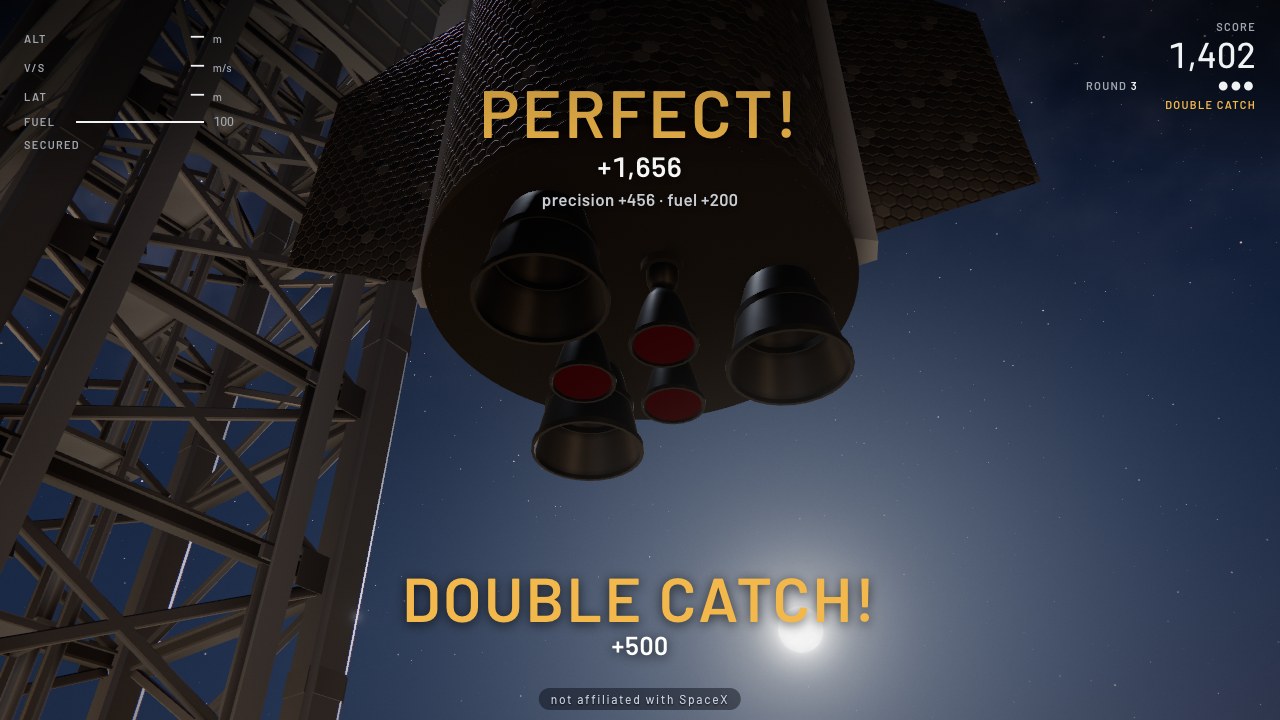 ALT — m
V/S — m/s
LAT — m
FUEL 100
SECURED
SCORE
1,402
ROUND 3
DOUBLE CATCH
PERFECT!
+1,656
precision +456 · fuel +200
DOUBLE CATCH!
+500
not affiliated with SpaceX